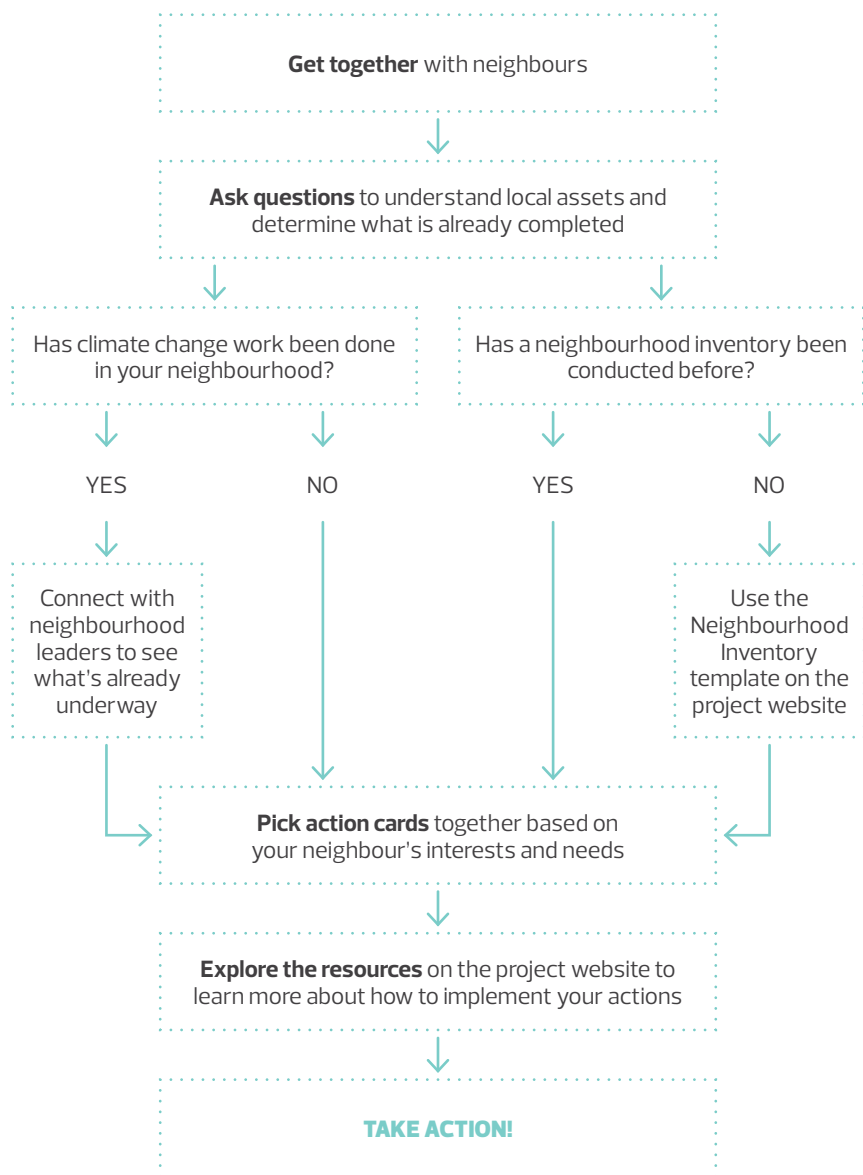 Get together with neighbours
Ask questions to understand local assets and
determine what is already completed
Has climate change work been done
in your neighbourhood?
Has a neighbourhood inventory been
conducted before?
YES
NO
YES
NO
Connect with
neighbourhood
leaders to see
what's already
underway
Use the
Neighbourhood
Inventory
template on the
project website
Pick action cards together based on
your neighbour's interests and needs
Explore the resources on the project website to
learn more about how to implement your actions
TAKE ACTION!